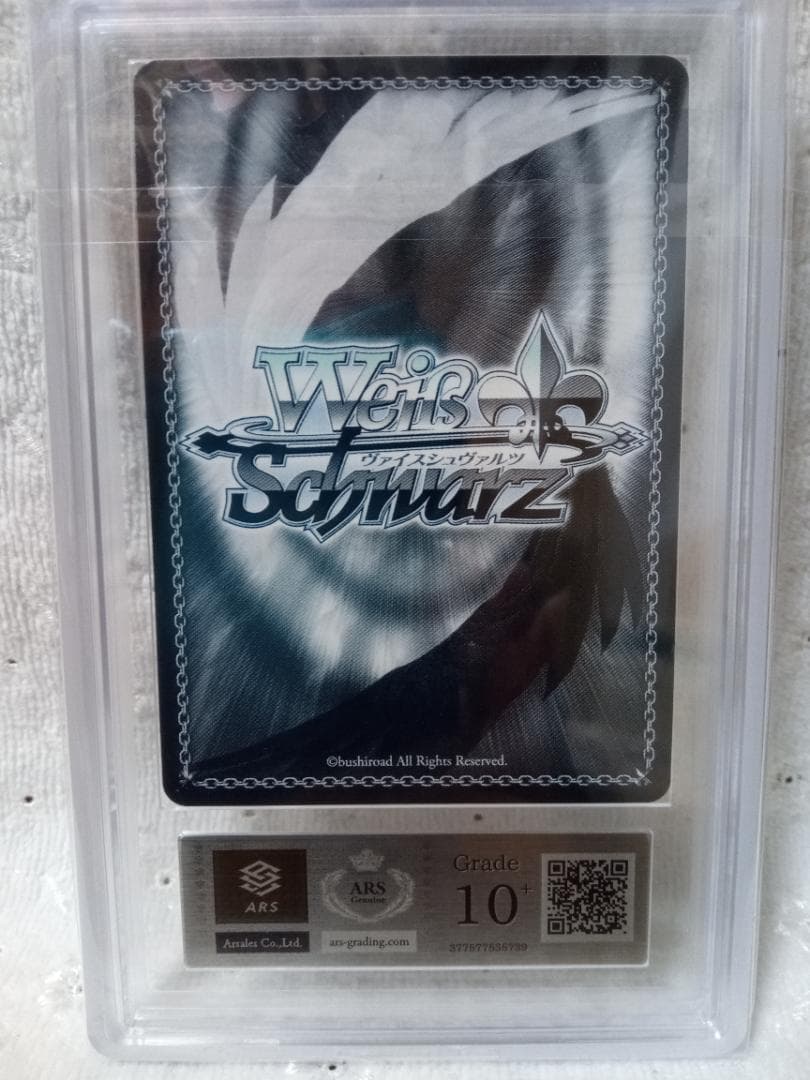 Weiß
ヴァイスシュヴァルツ
Schwarz
©bushiroad All Rights Reserved.
ARS
Arsales Co.,Ltd.
ARS
Genuine
ars-grading.com
Grade
10+
377577535739